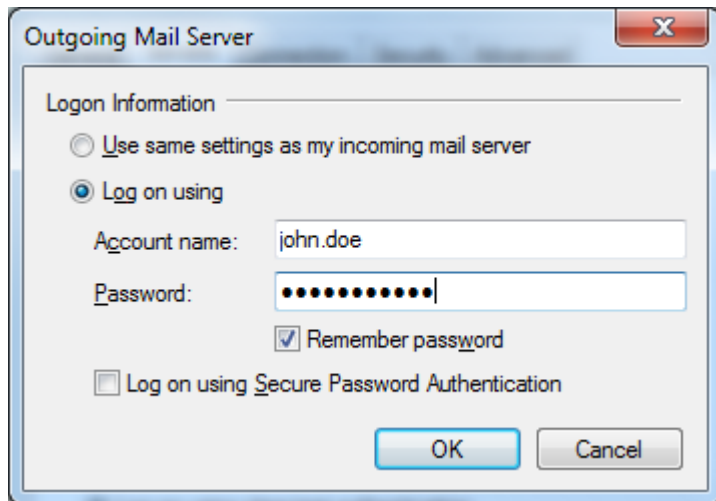 Outgoing Mail Server
Logon Information
Use same settings as my incoming mail server
Log on using
Account name: john.doe
Password: ●●●●●●●●●●●
Remember password
Log on using Secure Password Authentication
OK Cancel